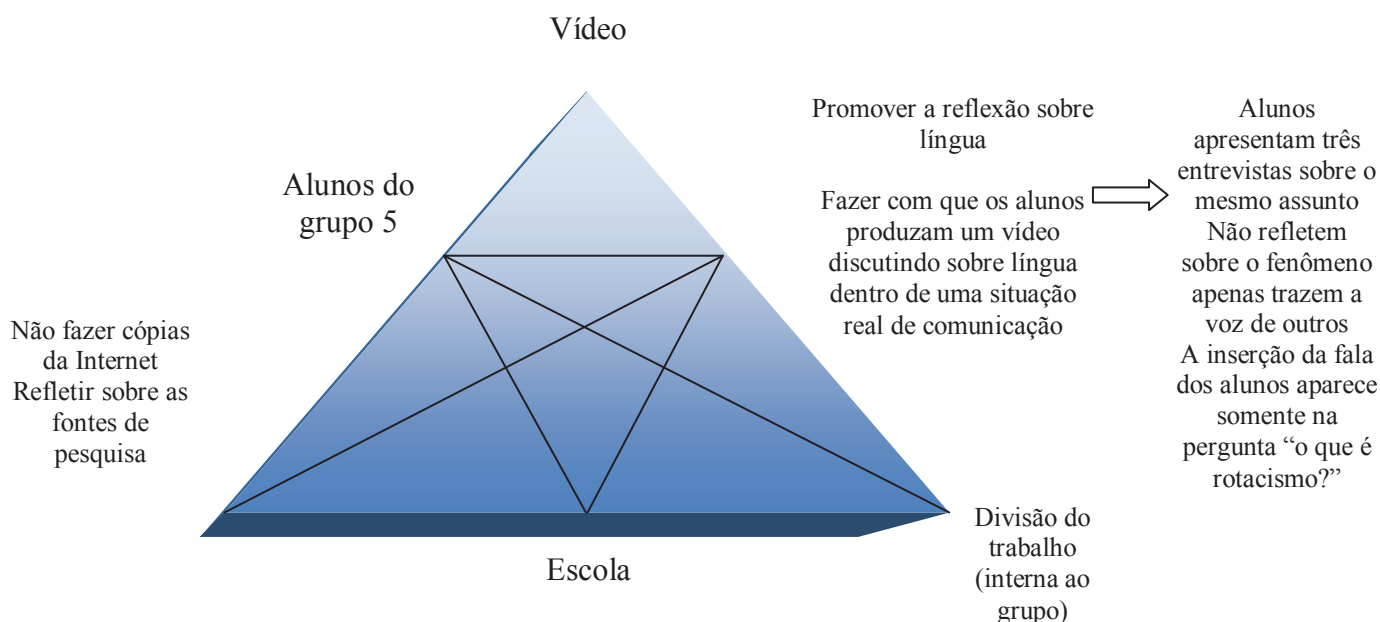 Vídeo
Alunos do
grupo 5
Promover a reflexão sobre
língua
Fazer com que os alunos
produzam um vídeo
discutindo sobre língua
dentro de uma situação
real de comunicação
Alunos
apresentam três
entrevistas sobre o
mesmo assunto
Não refletem
sobre o fenômeno
apenas trazem a
voz de outros
A inserção da fala
dos alunos aparece
somente na
pergunta “o que é
rotacismo?”
Não fazer cópias
da Internet
Refletir sobre as
fontes de
pesquisa
Escola
Divisão do
trabalho
(interna ao
grupo)